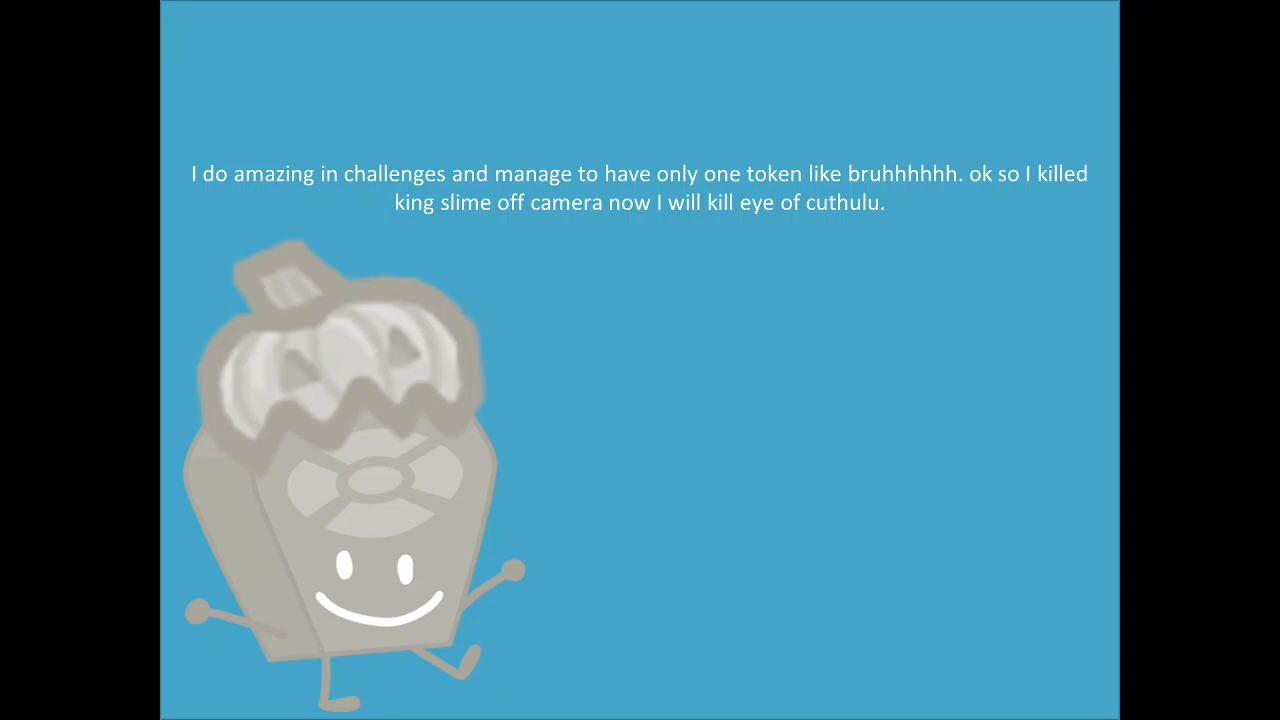 I do amazing in challenges and manage to have only one token like bruhhhhhh. ok so I killed
king slime off camera now I will kill eye of cuthulu.